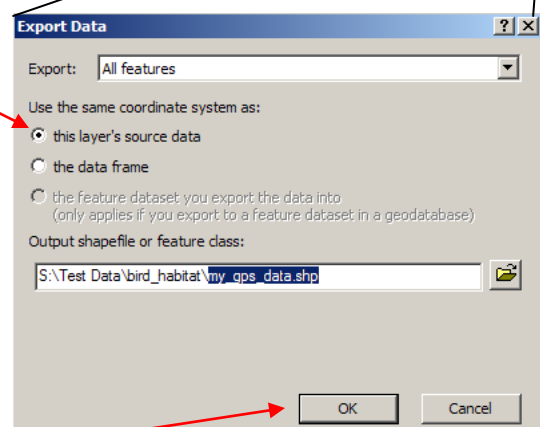 Export Data
Export: All features
Use the same coordinate system as:
this layer's source data
the data frame
the feature dataset you export the data into
(only applies if you export to a feature dataset in a geodatabase)
Output shapefile or feature class:
S:\Test Data\bird_habitat\my_gps_data.shp
OK Cancel